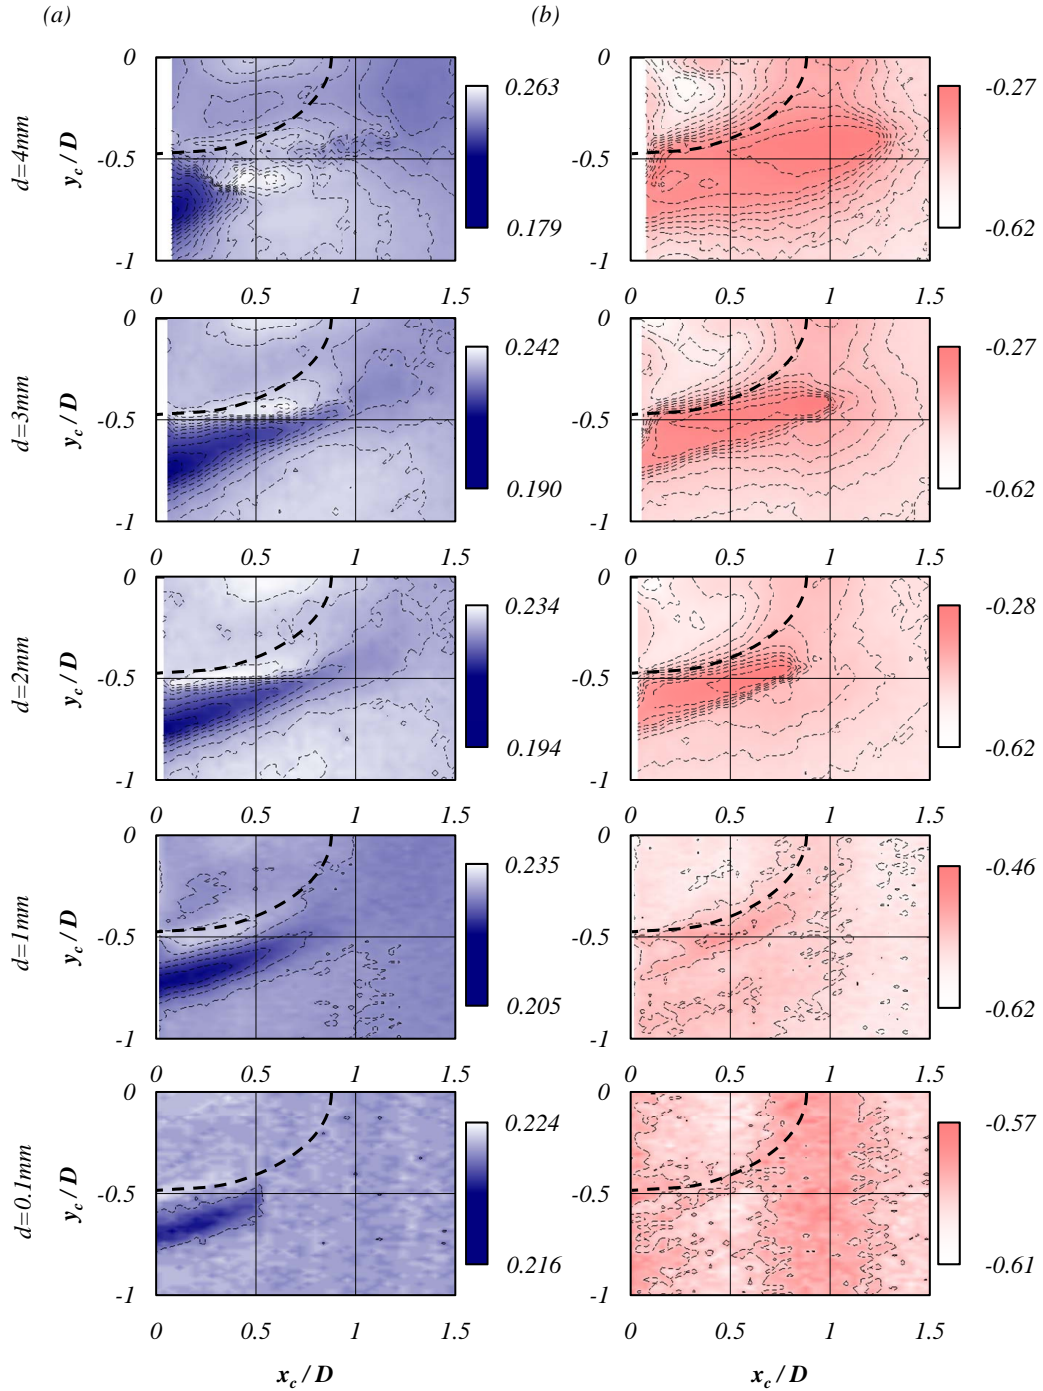 (a) (b)
0 0.263 0 -0.27
d=4mm y_c / D -0.5 -0.5
0.179 -0.62
-1 -1
0 0.5 1 1.5 0 0.5 1 1.5
0 0.242 0 -0.27
d=3mm y_c / D -0.5 -0.5
0.190 -0.62
-1 -1
0 0.5 1 1.5 0 0.5 1 1.5
0 0.234 0 -0.28
d=2mm y_c / D -0.5 -0.5
0.194 -0.62
-1 -1
0 0.5 1 1.5 0 0.5 1 1.5
0 0.235 0 -0.46
d=1mm y_c / D -0.5 -0.5
0.205 -0.62
-1 -1
0 0.5 1 1.5 0 0.5 1 1.5
0 0.224 0 -0.57
d=0.1mm y_c / D -0.5 -0.5
0.216 -0.61
-1 -1
0 0.5 1 1.5 0 0.5 1 1.5
x_c / D x_c / D